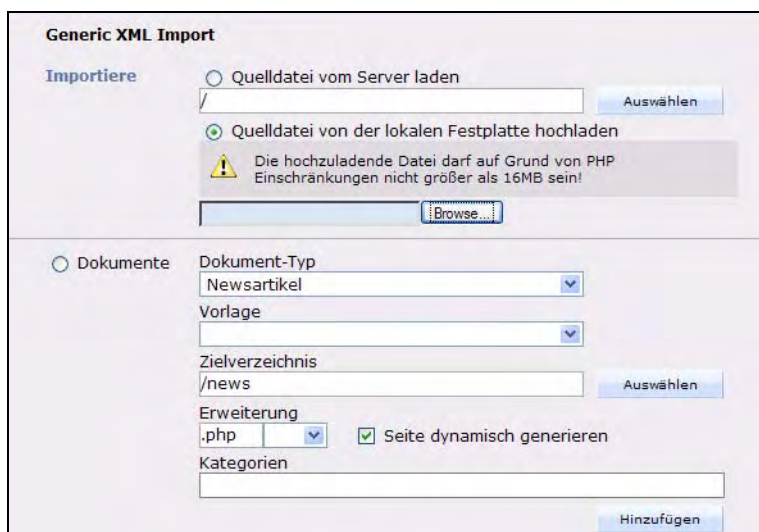 Generic XML Import
Importiere
Quelldatei vom Server laden
/
Auswählen
Quelldatei von der lokalen Festplatte hochladen
Die hochzuladende Datei darf auf Grund von PHP
Einschränkungen nicht größer als 16MB sein!
Browse...
Dokumente
Dokument-Typ
Newsartikel
Vorlage
Zielverzeichnis
/news
Auswählen
Erweiterung
.php
Seite dynamisch generieren
Kategorien
Hinzufügen